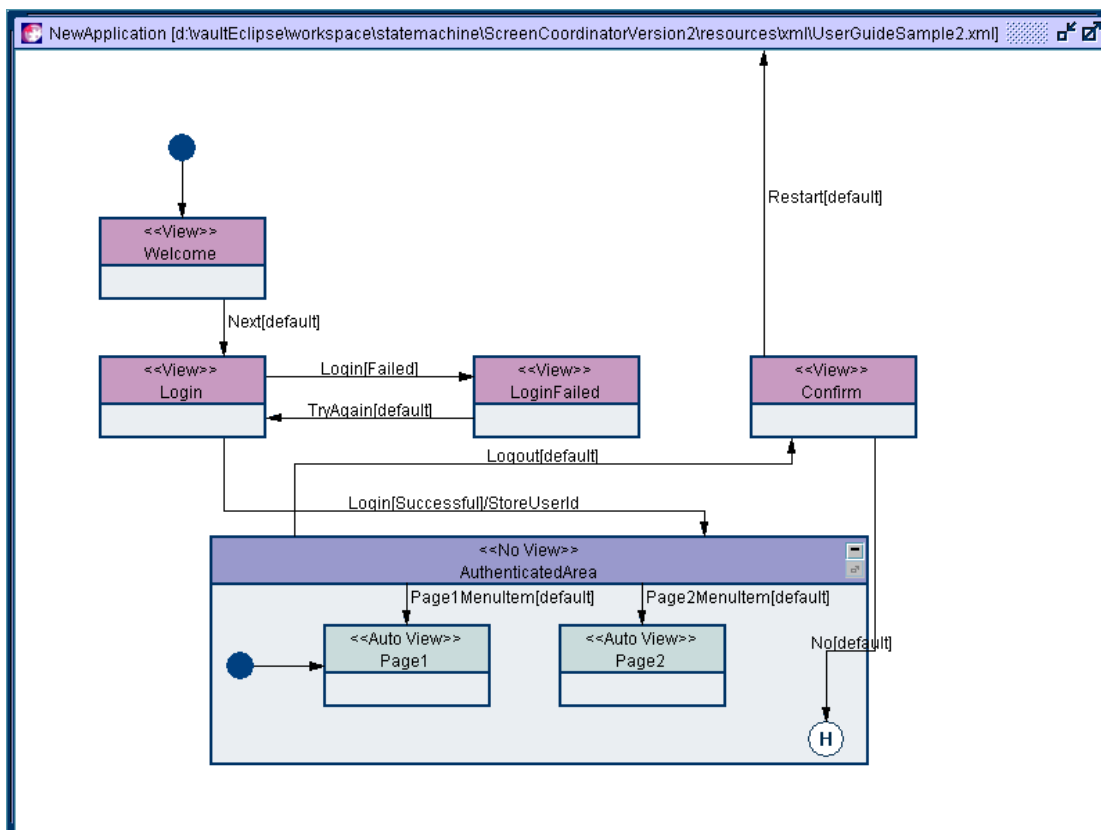 NewApplication [d:\vaultEclipse\workspace\statemachine\ScreenCoordinatorVersion2\resources\xml\UserGuideSample2.xml]
Restart[default]
<<View>>
Welcome
Next[default]
<<View>>
Login
Login[Failed]
TryAgain[default]
<<View>>
LoginFailed
<<View>>
Confirm
Logout[default]
Login[Successful]/StoreUserId
<<No View>>
AuthenticatedArea
Page1MenuItem[default]
Page2MenuItem[default]
<<Auto View>>
Page1
<<Auto View>>
Page2
No[default]
H